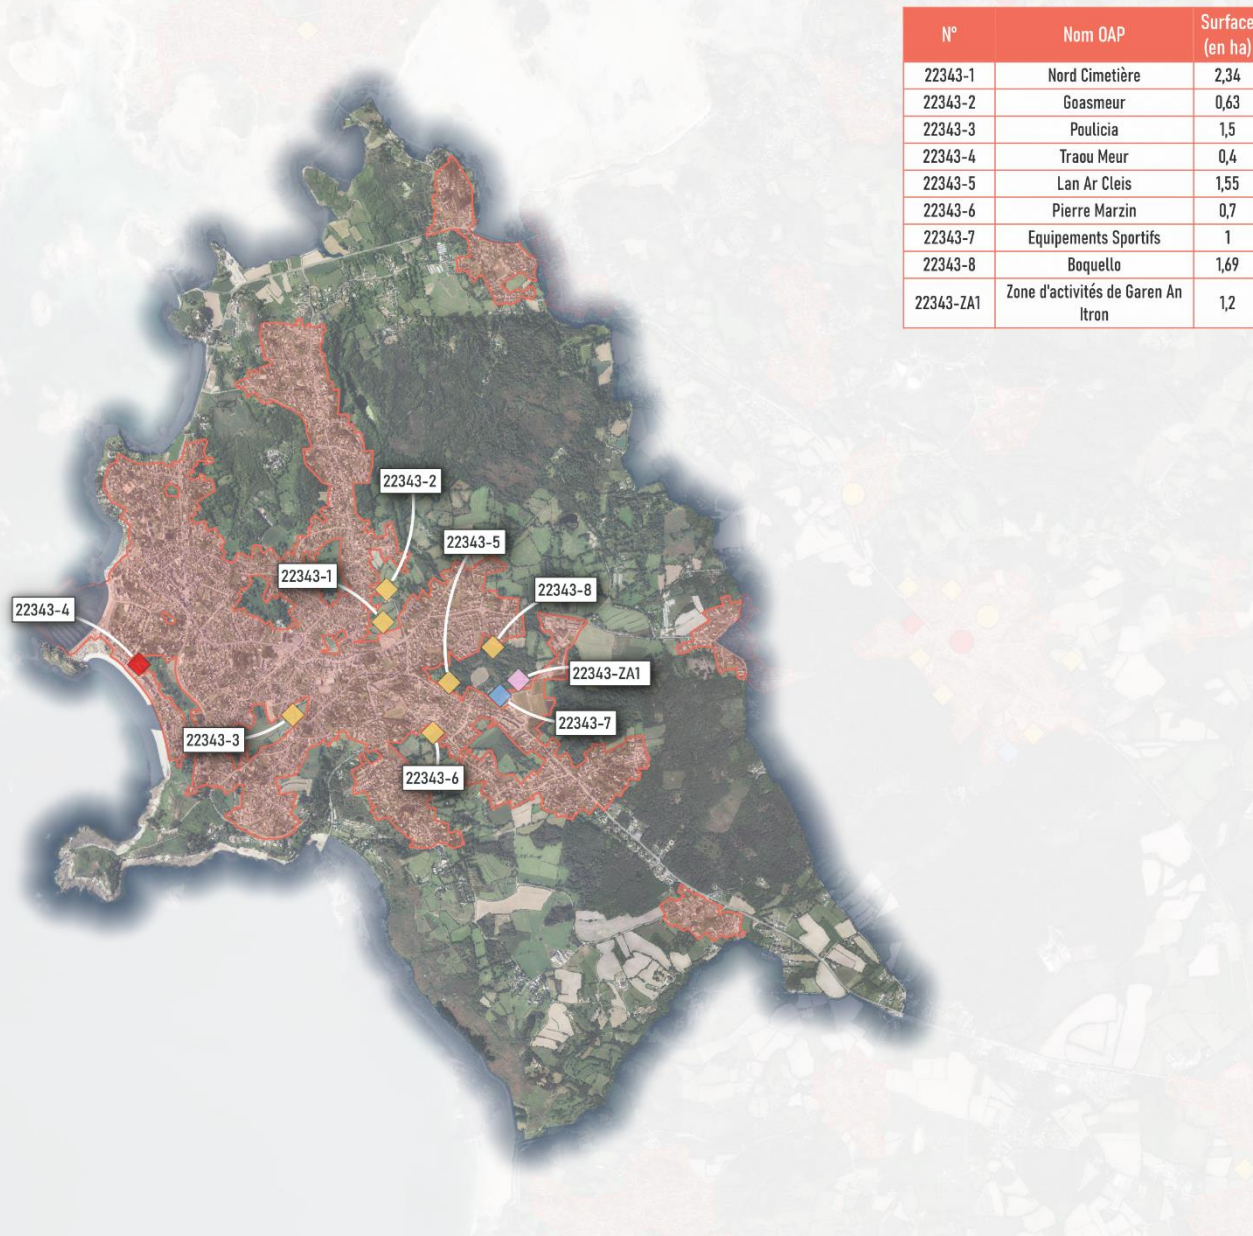 N° Nom OAP Surface
(en ha)
22343-1 Nord Cimetière 2,34
22343-2 Goasmeur 0,63
22343-3 Poulicia 1,5
22343-4 Traou Meur 0,4
22343-5 Lan Ar Cleis 1,55
22343-6 Pierre Marzin 0,7
22343-7 Equipements Sportifs 1
22343-8 Boquello 1,69
22343-ZA1 Zone d'activités de Garen An
Itron 1,2
22343-2
22343-5
22343-1
22343-8
22343-4
22343-ZA1
22343-7
22343-3
22343-6